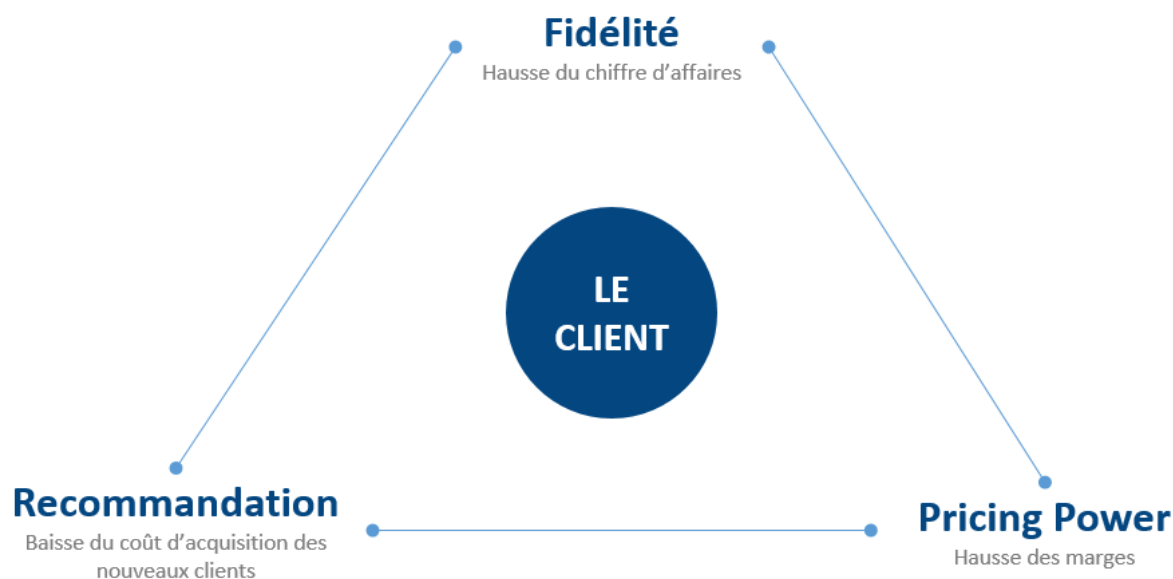 Fidélité
Hausse du chiffre d’affaires
LE
CLIENT
Recommandation
Baisse du coût d’acquisition des
nouveaux clients
Pricing Power
Hausse des marges